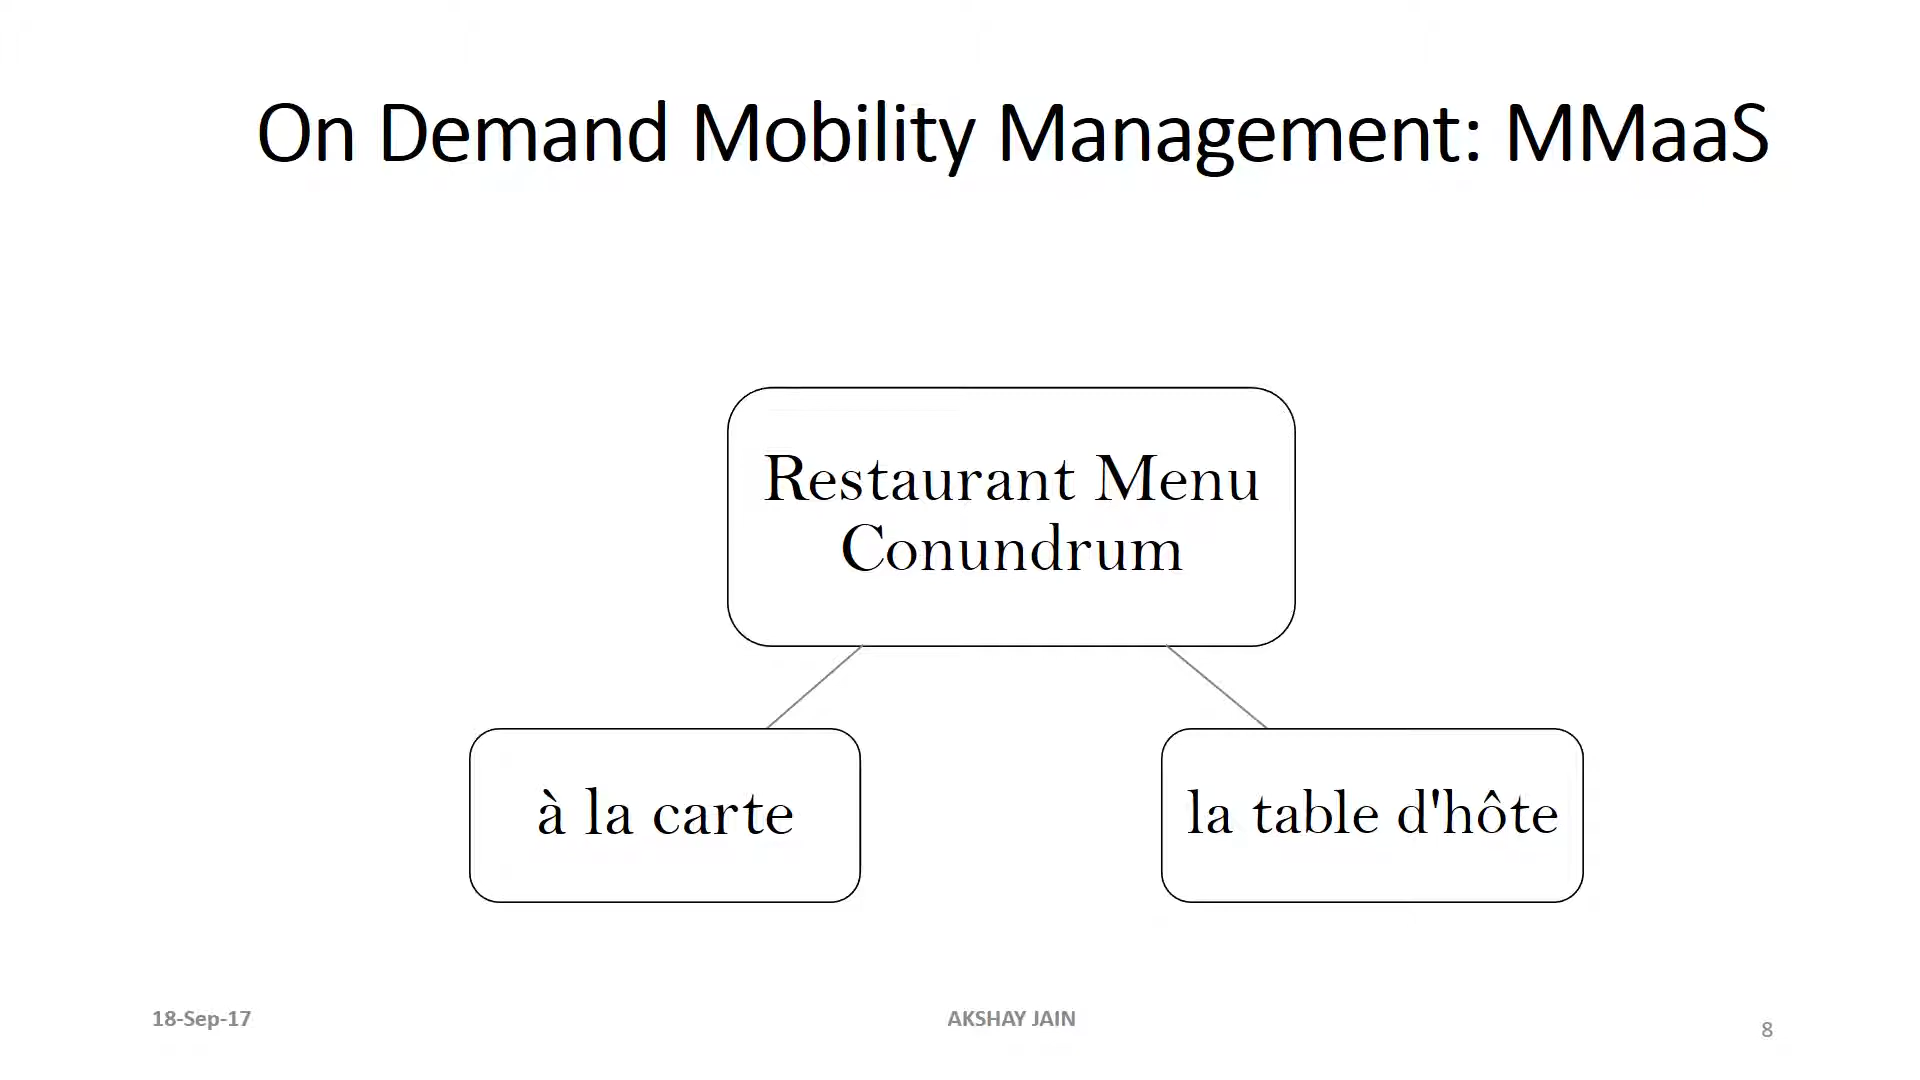 On Demand Mobility Management: MMaaS
Restaurant Menu
Conundrum
à la carte
la table d'hôte
18-Sep-17
AKSHAY JAIN
8